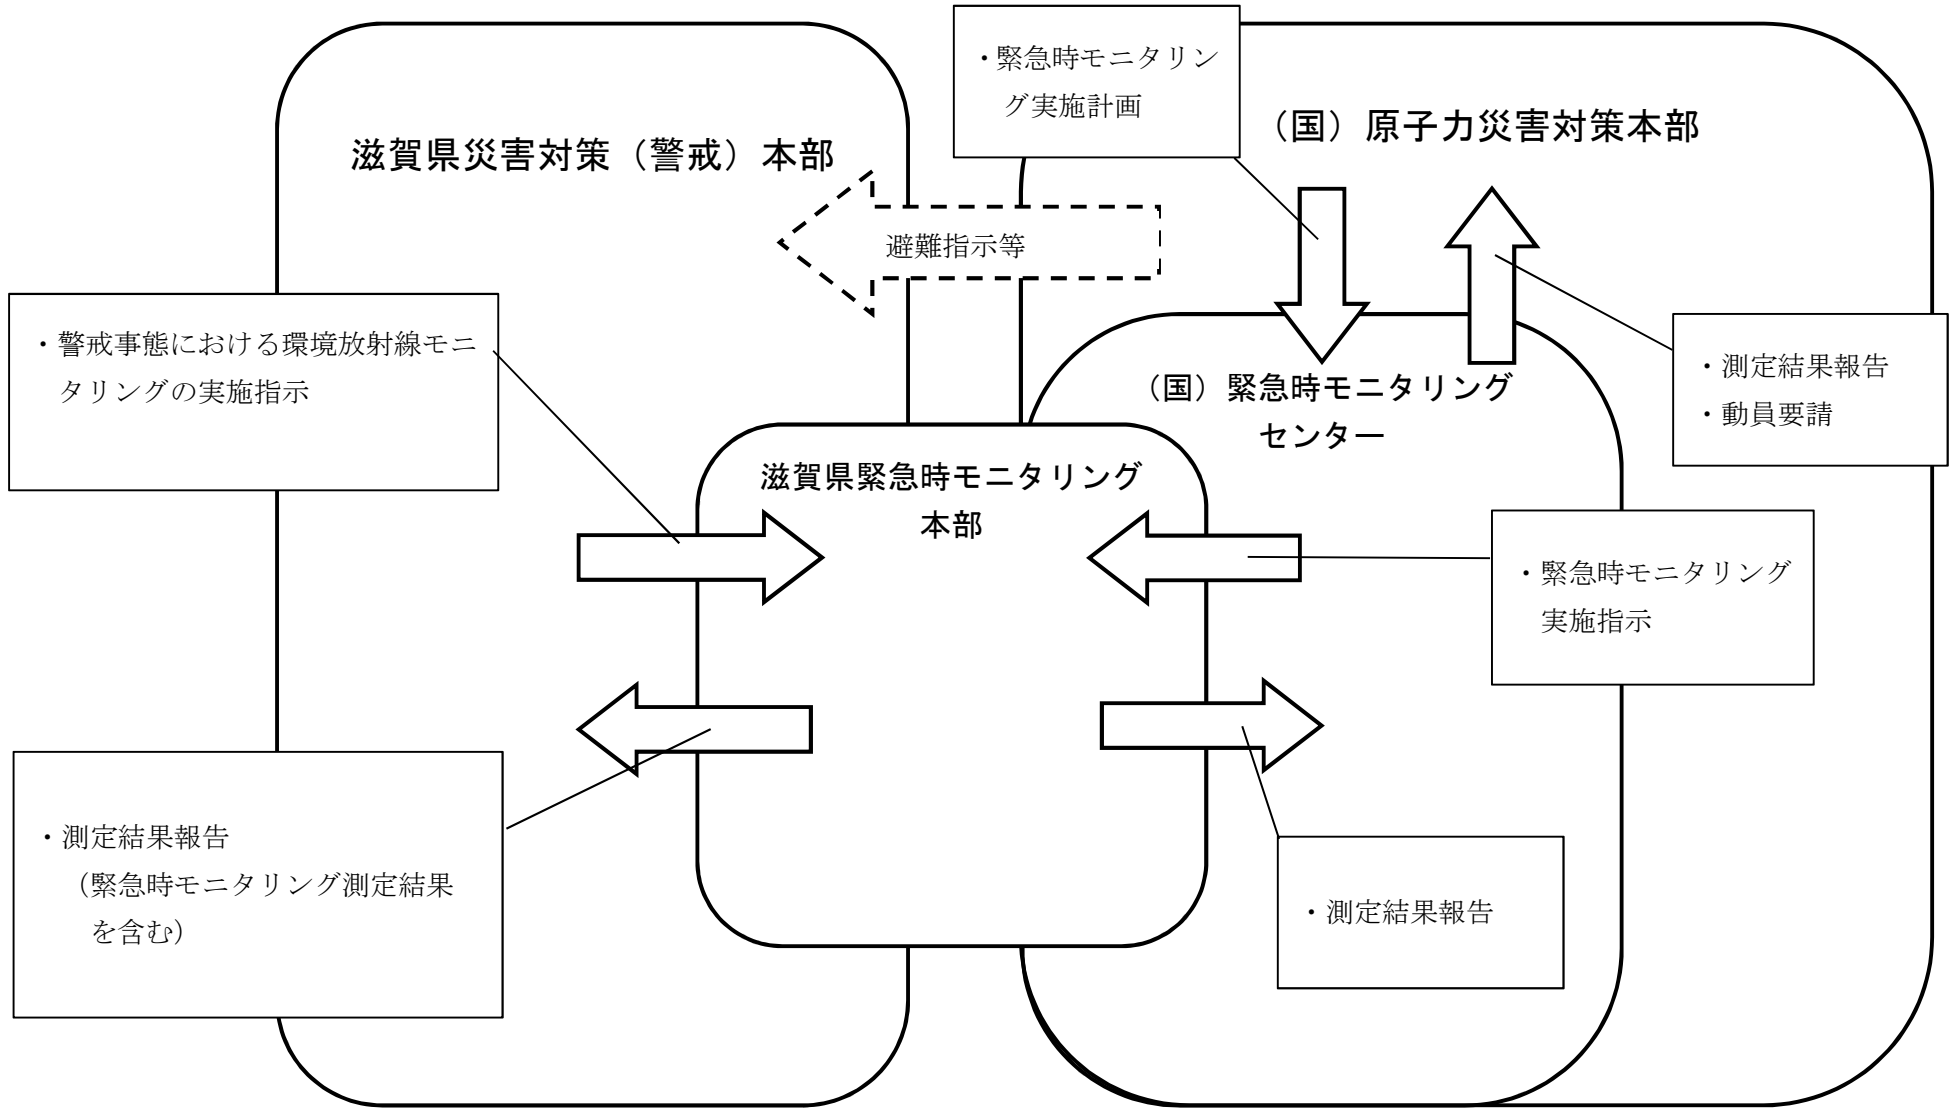 ・緊急時モニタリン
グ実施計画
(国)原子力災害対策本部
滋賀県災害対策(警戒)本部
避難指示等
・警戒事態における環境放射線モニ
タリングの実施指示
・測定結果報告
・動員要請
(国)緊急時モニタリング
センター
滋賀県緊急時モニタリング
本部
・緊急時モニタリング
実施指示
・測定結果報告
(緊急時モニタリング測定結果
を含む)
・測定結果報告